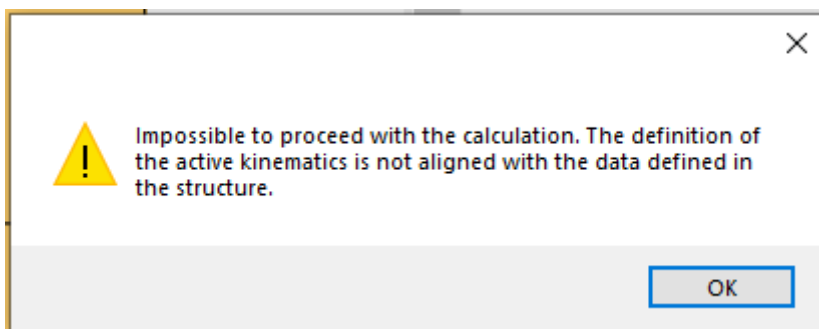 Impossible to proceed with the calculation. The definition of
the active kinematics is not aligned with the data defined in
the structure.
OK